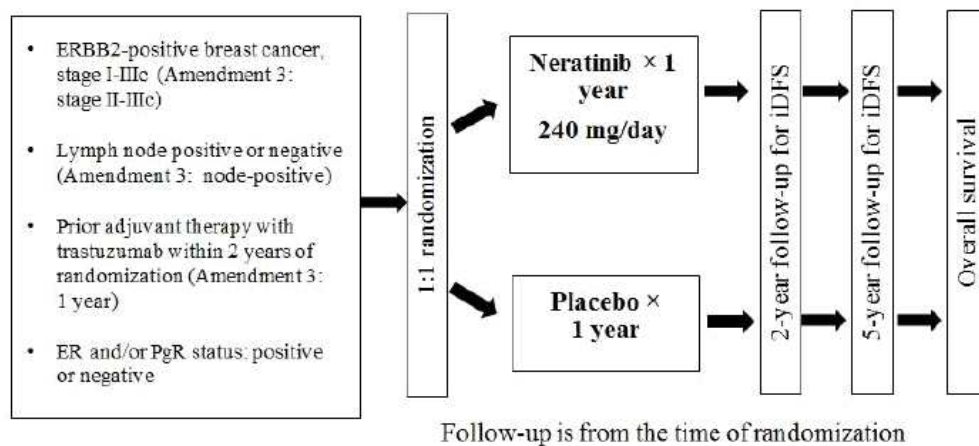 • ERBB2-positive breast cancer,
stage I-IIIc (Amendment 3:
stage II-IIIc)
• Lymph node positive or negative
(Amendment 3: node-positive)
• Prior adjuvant therapy with
trastuzumab within 2 years of
randomization (Amendment 3:
1 year)
• ER and/or PgR status: positive
or negative
1:1 randomization
Neratinib × 1
year
240 mg/day
Placebo ×
1 year
2-year follow-up for iDFS
5-year follow-up for iDFS
Overall survival
Follow-up is from the time of randomization